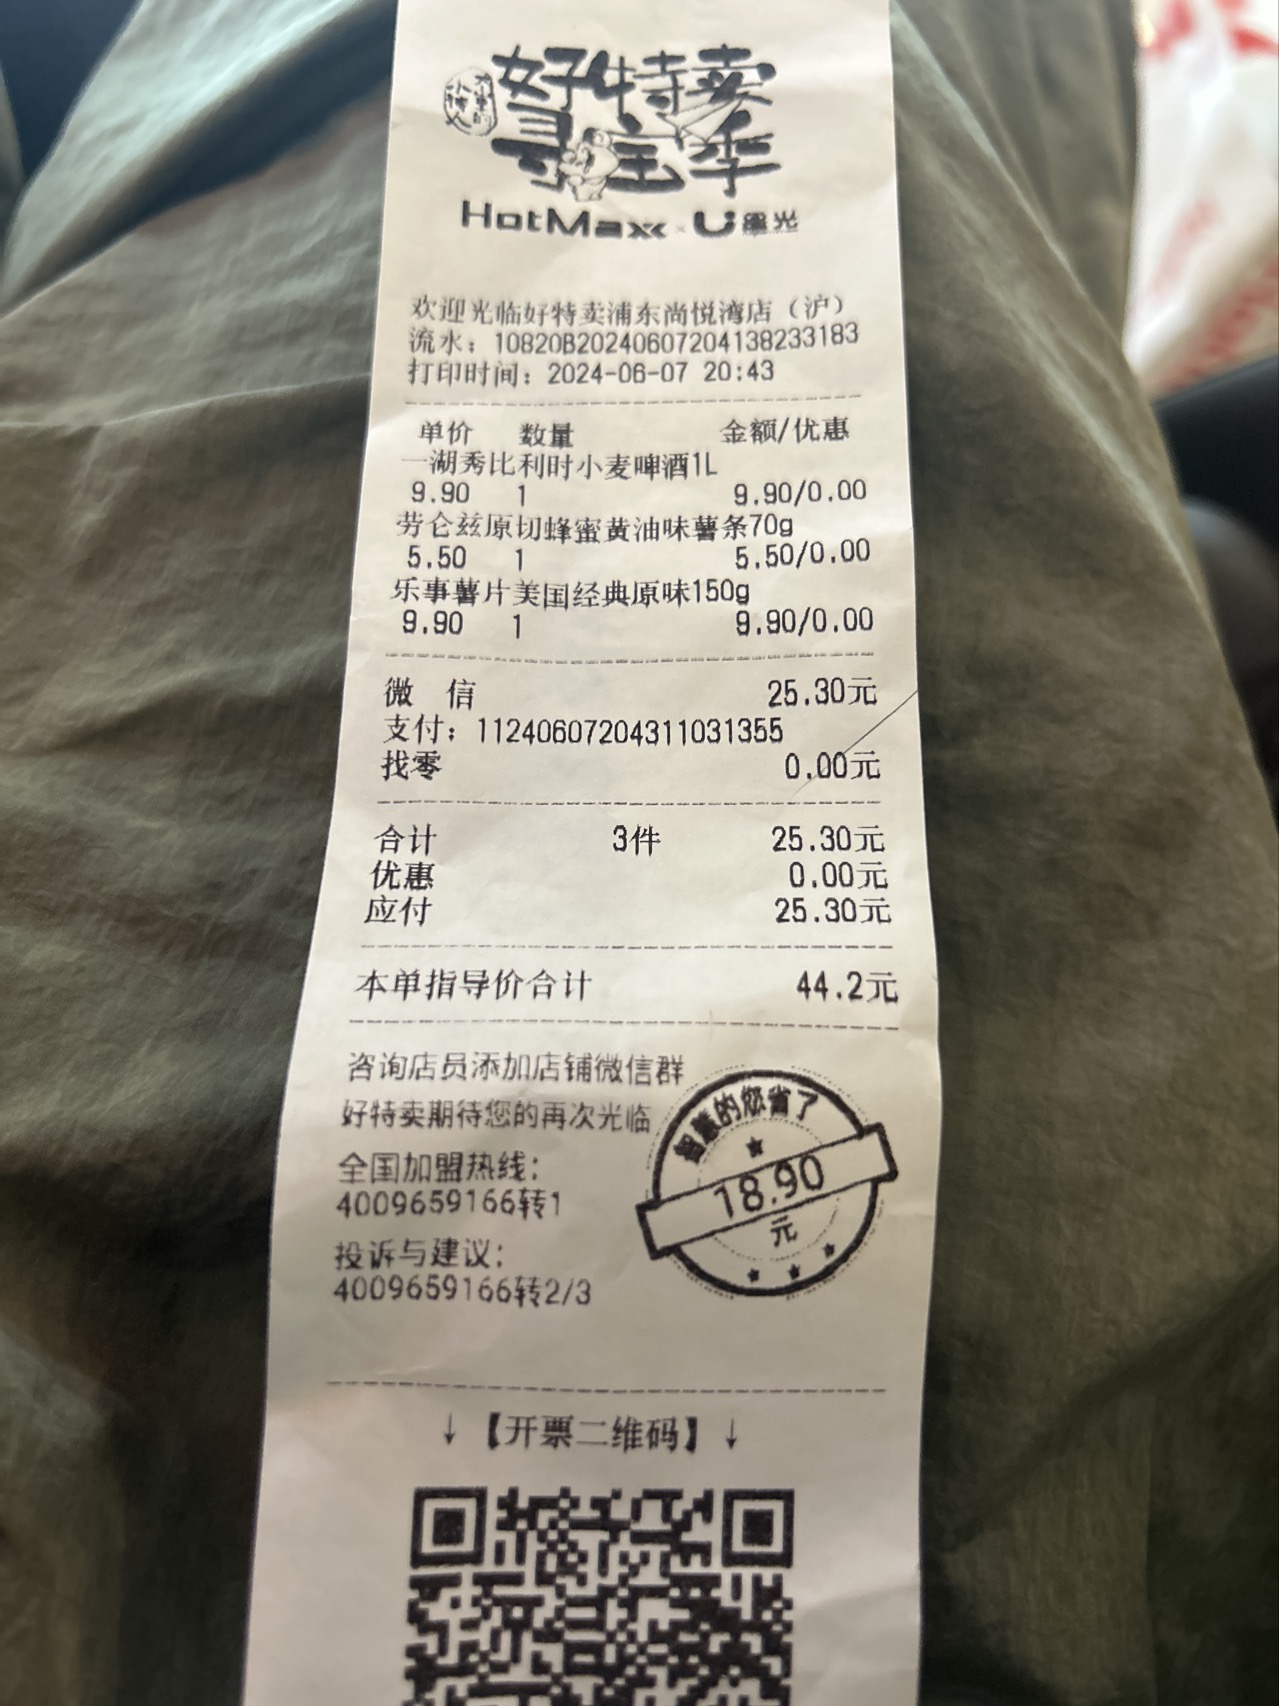 好特卖
寻宝季
HotMaxx × U 星光
欢迎光临好特卖浦东尚悦湾店（沪）
流水：10820B20240607204138233183
打印时间：2024-06-07 20:43
单价 数量 金额/优惠
一湖秀比利时小麦啤酒1L
9.90 1 9.90/0.00
劳仑兹原切蜂蜜黄油味薯条70g
5.50 1 5.50/0.00
乐事薯片美国经典原味150g
9.90 1 9.90/0.00
微 信 25.30元
支付：11240607204311031355
找零 0.00元
合计 3件 25.30元
优惠 0.00元
应付 25.30元
本单指导价合计 44.2元
咨询店员添加店铺微信群
好特卖期待您的再次光临
全国加盟热线：
4009659166转1
投诉与建议：
4009659166转2/3
智慧的您省了
18.90
元
↓【开票二维码】↓